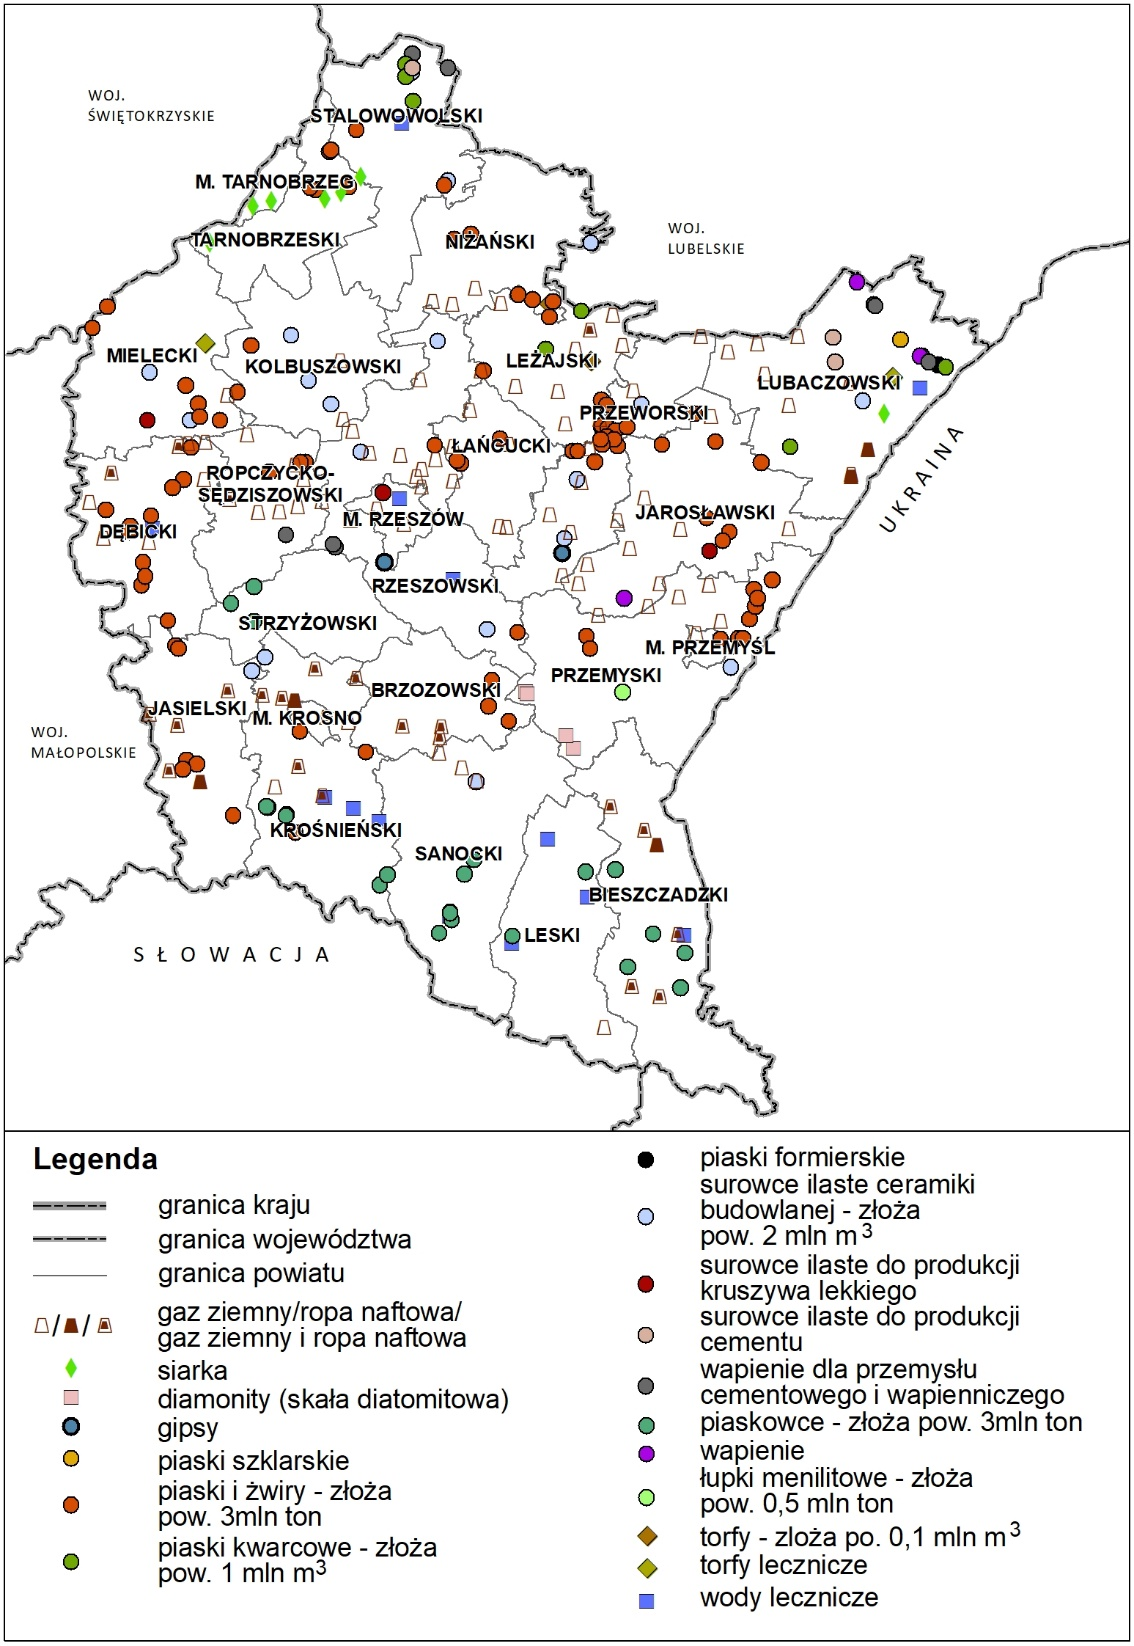 WOJ.
ŚWIĘTOKRZYSKIE
STALOWOWOLSKI
M. TARNOBRZEG
TARNOBRZESKI
NIŻAŃSKI
WOJ.
LUBELSKIE
MIELECKI
KOLBUSZOWSKI
LEŻAJSKI
LUBACZOWSKI
PRZEWORSKI
ŁAŃCUCKI
ROPCZYCKO-
SĘDZISZOWSKI
M. RZESZÓW
JAROSŁAWSKI
UKRAINA
DĘBICKI
RZESZOWSKI
STRZYŻOWSKI
M. PRZEMYŚL
PRZEMYSKI
BRZOZOWSKI
JASIELSKI
M. KROSNO
WOJ.
MAŁOPOLSKIE
KROŚNIEŃSKI
SANOCKI
BIESZCZADZKI
LESKI
SŁOWACJA
Legenda
granica kraju
granica województwa
granica powiatu
gaz ziemny/ropa naftowa/
gaz ziemny i ropa naftowa
siarka
diamonity (skała diatomitowa)
gipsy
piaski szklarskie
piaski i żwiry - złoża
pow. 3mln ton
piaski kwarcowe - złoża
pow. 1 mln m³
piaski formierskie
surowce ilaste ceramiki
budowlanej - złoża
pow. 2 mln m³
surowce ilaste do produkcji
kruszywa lekkiego
surowce ilaste do produkcji
cementu
wapienie dla przemysłu
cementowego i wapienniczego
piaskowce - złoża pow. 3mln ton
wapienie
łupki menilitowe - złoża
pow. 0,5 mln ton
torfy - zloża po. 0,1 mln m³
torfy lecznicze
wody lecznicze